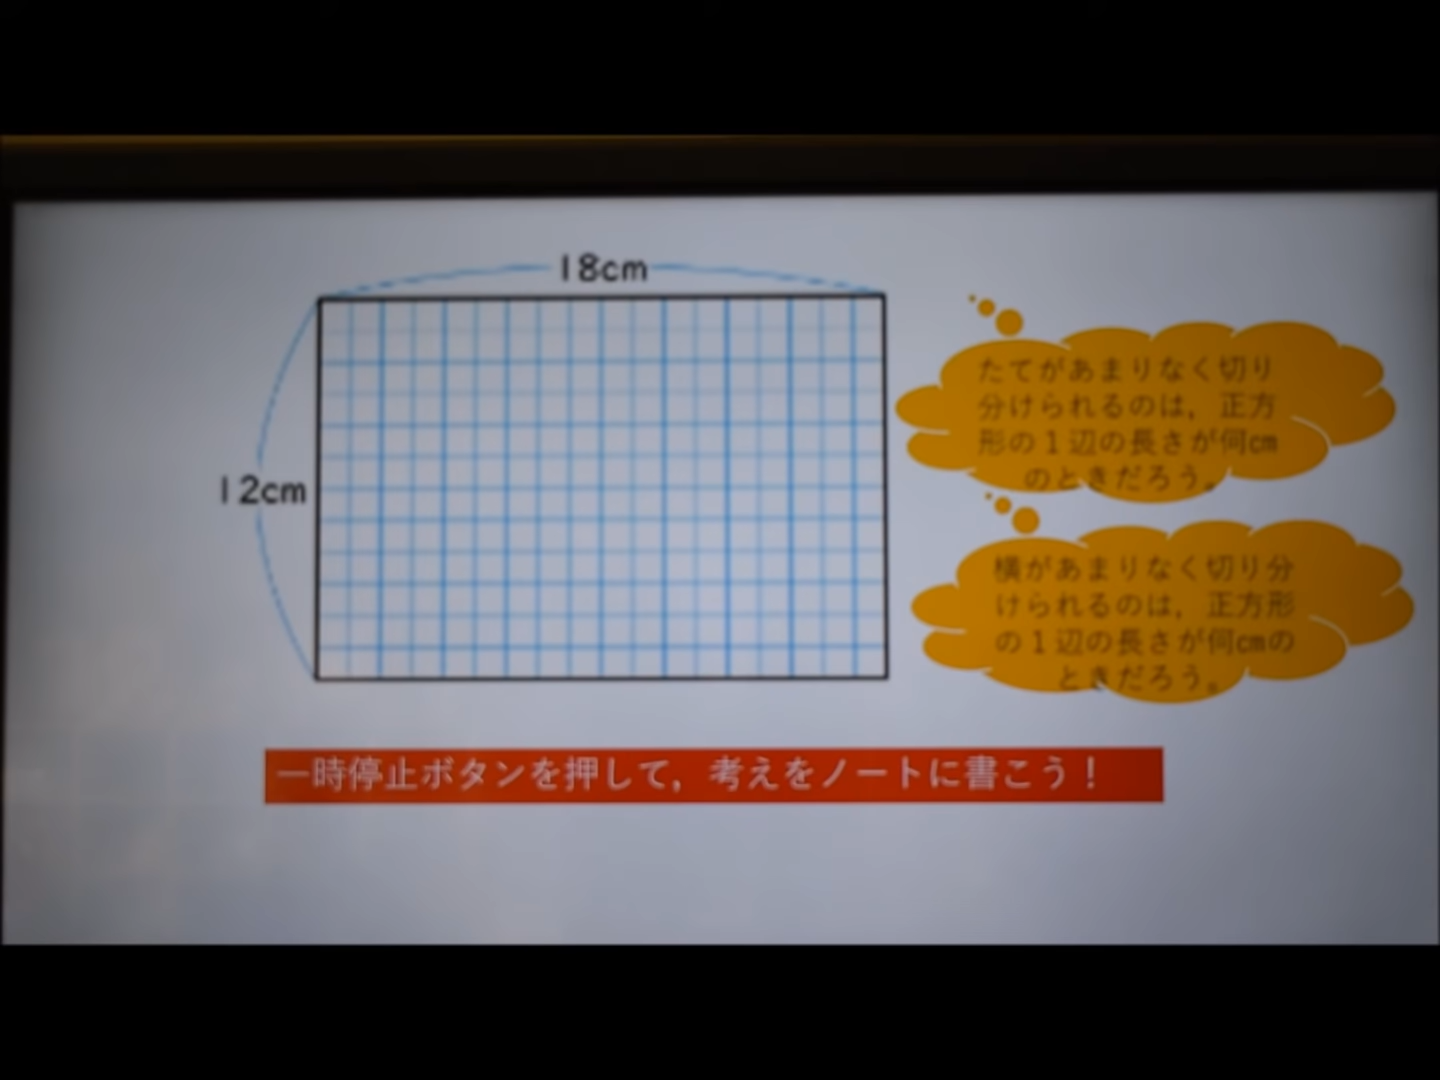 18cm
12cm
たてがあまりなく切り
分けられるのは，正方
形の１辺の長さが何㎝
のときだろう。
横があまりなく切り分
けられるのは，正方形
の１辺の長さが何㎝の
ときだろう。
一時停止ボタンを押して，考えをノートに書こう！